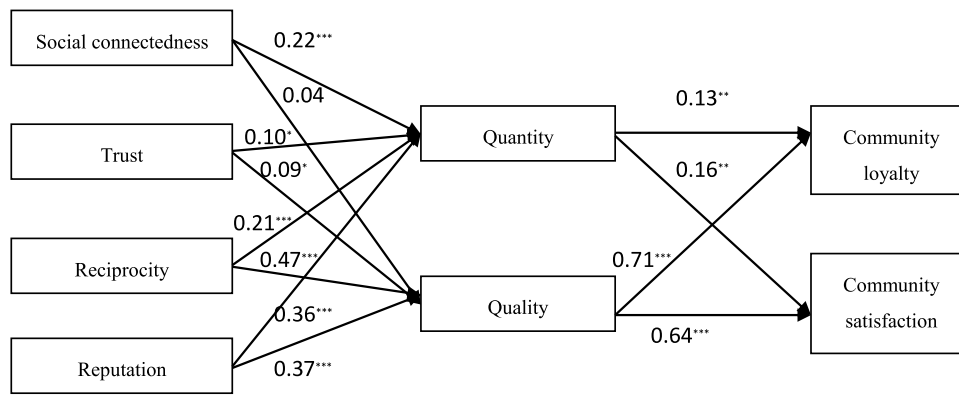 Social connectedness
0.22***
0.04
Trust
0.10*
0.09*
Reciprocity
0.21***
0.47***
Reputation
0.36***
0.37***
Quantity
Quality
0.13**
0.16**
0.71***
0.64***
Community
loyalty
Community
satisfaction